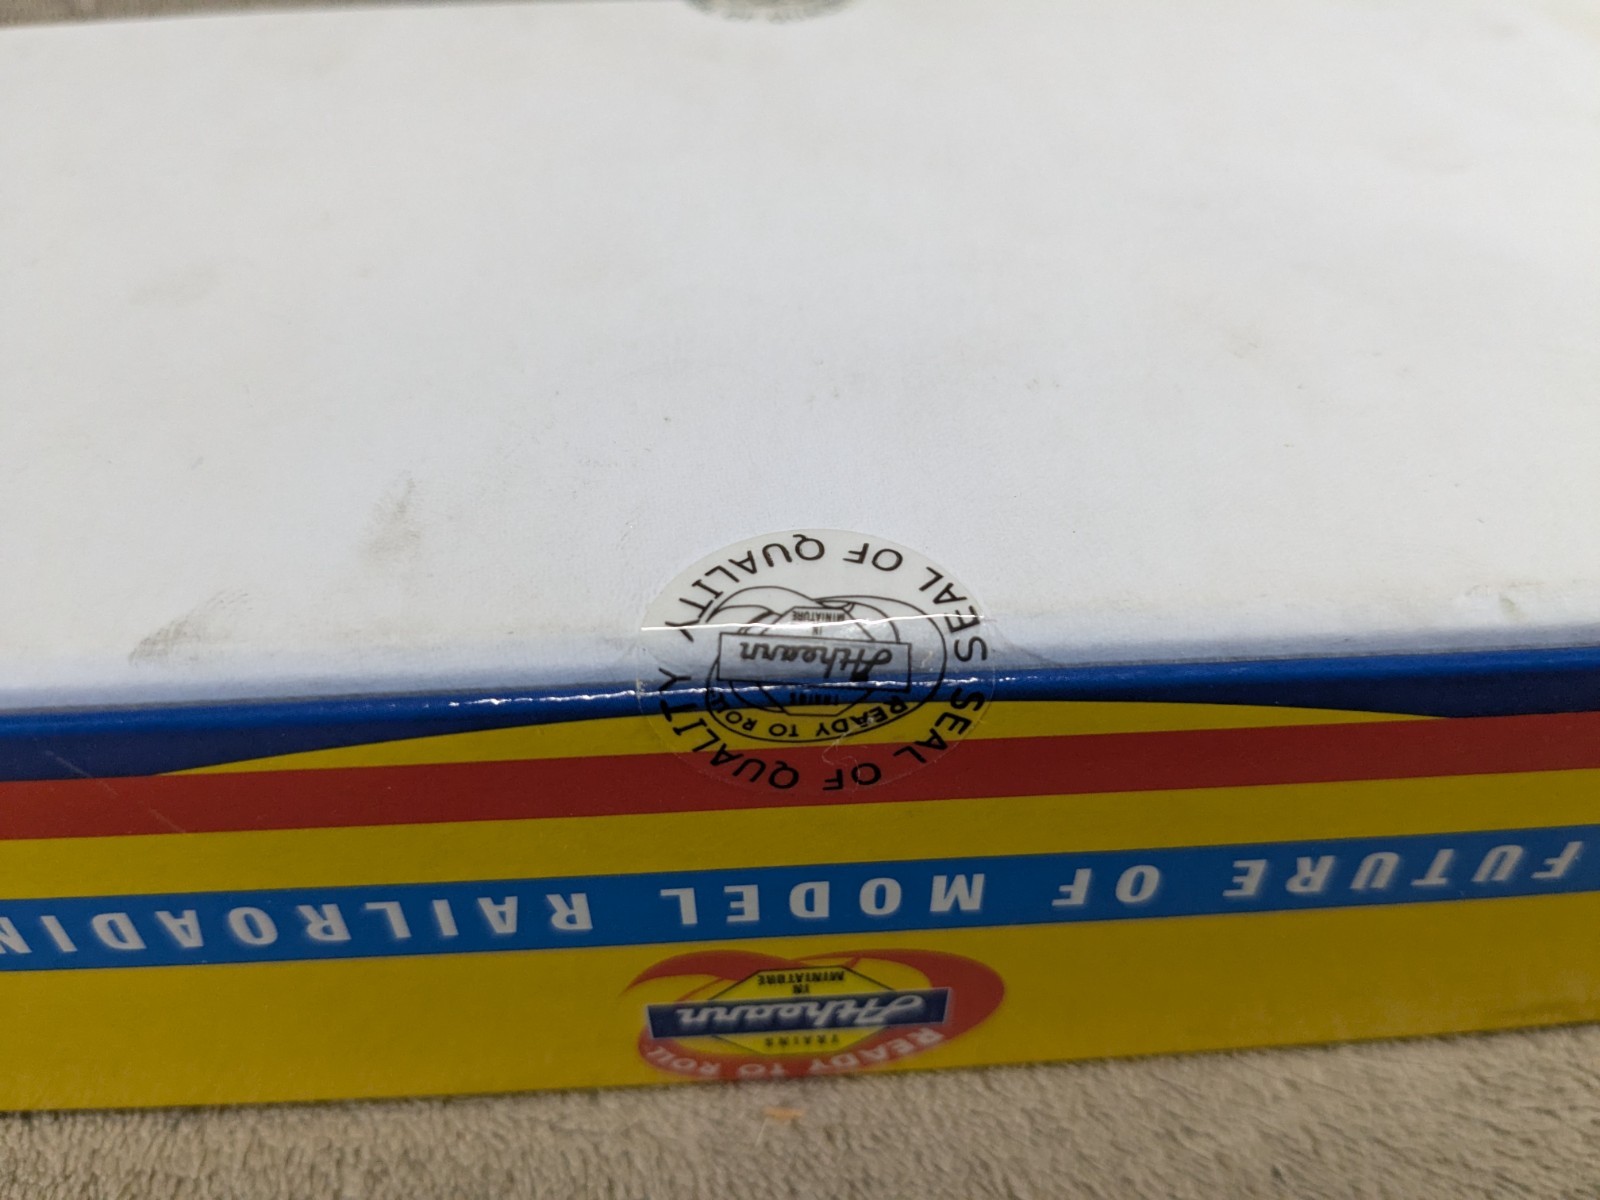 SEAL OF QUALITY
SEAL OF QUALITY
READY TO ROLL
TRAINS
Athearn
IN
MINIATURE
FUTURE OF MODEL RAILROADIN
READY TO ROLL
TRAINS
Athearn
IN
MINIATURE